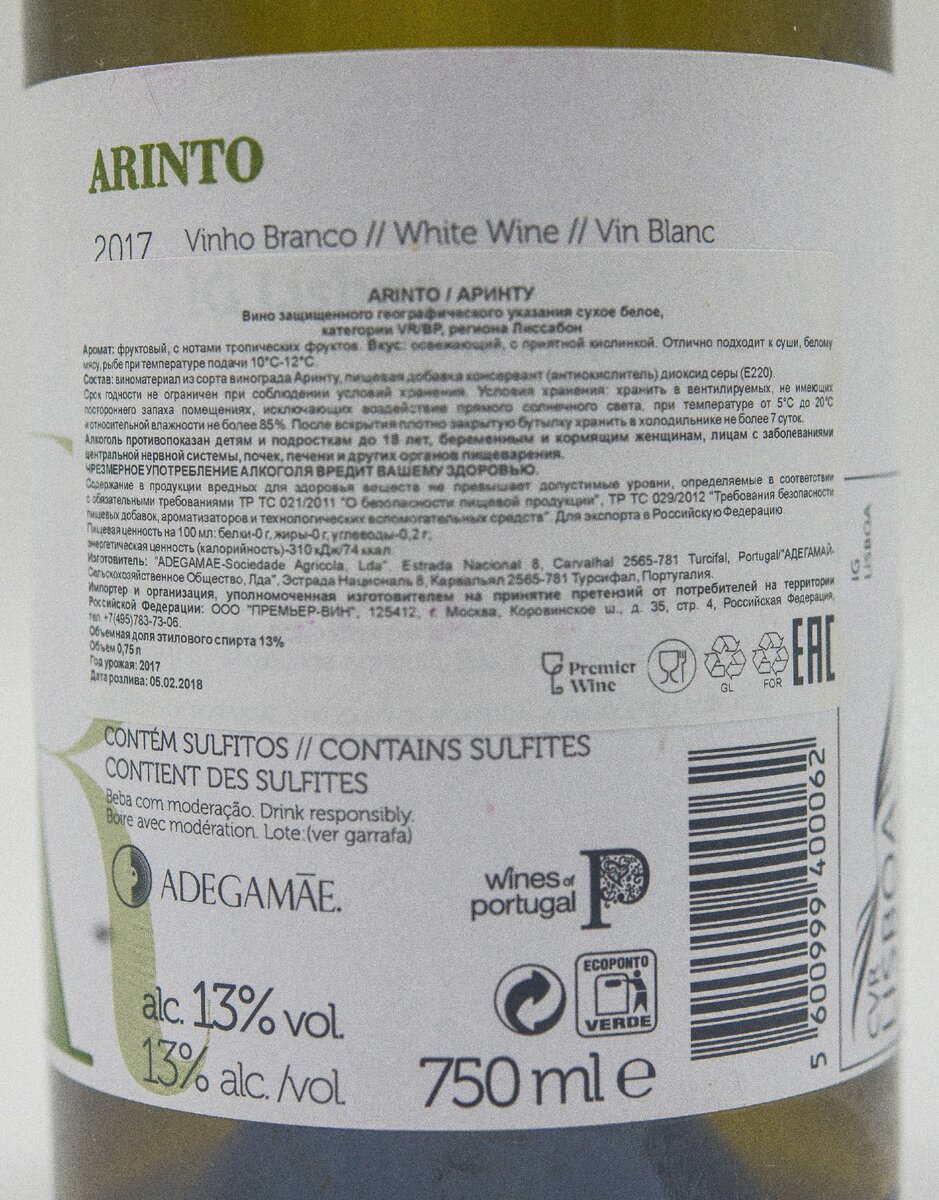 ARINTO
2017 Vinho Branco // White Wine // Vin Blanc
ARINTO / АРИНТУ
Вино защищенного географического указания сухое белое,
категории VR/ВР, региона Лиссабон
Аромат: фруктовый, с нотами тропических фруктов. Вкус: освежающий, с приятной кислинкой. Отлично подходит к суши, белому
мясу, рыбе при температуре подачи 10°С-12°С.
Состав: виноматериал из сорта винограда Аринту, пищевая добавка консервант (антиокислитель) диоксид серы (Е220).
Срок годности не ограничен при соблюдении условий хранения. Условия хранения: хранить в вентилируемых, не имеющих
постороннего запаха помещениях, исключающих воздействие прямого солнечного света, при температуре от 5°С до 20°С
и относительной влажности не более 85%. После вскрытия плотно закрытую бутылку хранить в холодильнике не более 7 суток.
Алкоголь противопоказан детям и подросткам до 18 лет, беременным и кормящим женщинам, лицам с заболеваниями
центральной нервной системы, почек, печени и других органов пищеварения.
ЧРЕЗМЕРНОЕ УПОТРЕБЛЕНИЕ АЛКОГОЛЯ ВРЕДИТ ВАШЕМУ ЗДОРОВЬЮ.
Содержание в продукции вредных для здоровья веществ не превышает допустимые уровни, определяемые в соответствии
с обязательными требованиями ТР ТС 021/2011 "О безопасности пищевой продукции", ТР ТС 029/2012 "Требования безопасности
пищевых добавок, ароматизаторов и технологических вспомогательных средств". Для экспорта в Российскую Федерацию.
Пищевая ценность на 100 мл: белки-0 г, жиры-0 г, углеводы-0,2 г;
энергетическая ценность (калорийность)-310 кДж/74 ккал.
Изготовитель: "ADEGAMAE-Sociedade Agricola, Lda". Estrada Nacional 8, Carvalhal 2565-781 Turcifal, Portugal/"АДЕГАМАЙ-
Сельскохозяйственное Общество, Лда", Эстрада Националь 8, Карвальял 2565-781 Турсифал, Португалия.
Импортер и организация, уполномоченная изготовителем на принятие претензий от потребителей на территории
Российской Федерации: ООО "ПРЕМЬЕР-ВИН", 125412, г. Москва, Коровинское ш., д. 35, стр. 4, Российская Федерация,
тел. +7(495)783-73-06.
Объемная доля этилового спирта 13%
Объем 0,75 л
Год урожая: 2017
Дата розлива: 05.02.2018
Premier
Wine
GL
FOR
EAC
IG
LISBOA
CONTÉM SULFITOS // CONTAINS SULFITES
CONTIENT DES SULFITES
Beba com moderação. Drink responsibly.
Boire avec modération. Lote:(ver garrafa)
ADEGAMÃE.
wines of
portugal
ECOPONTO
VERDE
alc. 13% vol.
13% alc. /vol.
750 ml e
5 600999 400062
CVR
LISBOA